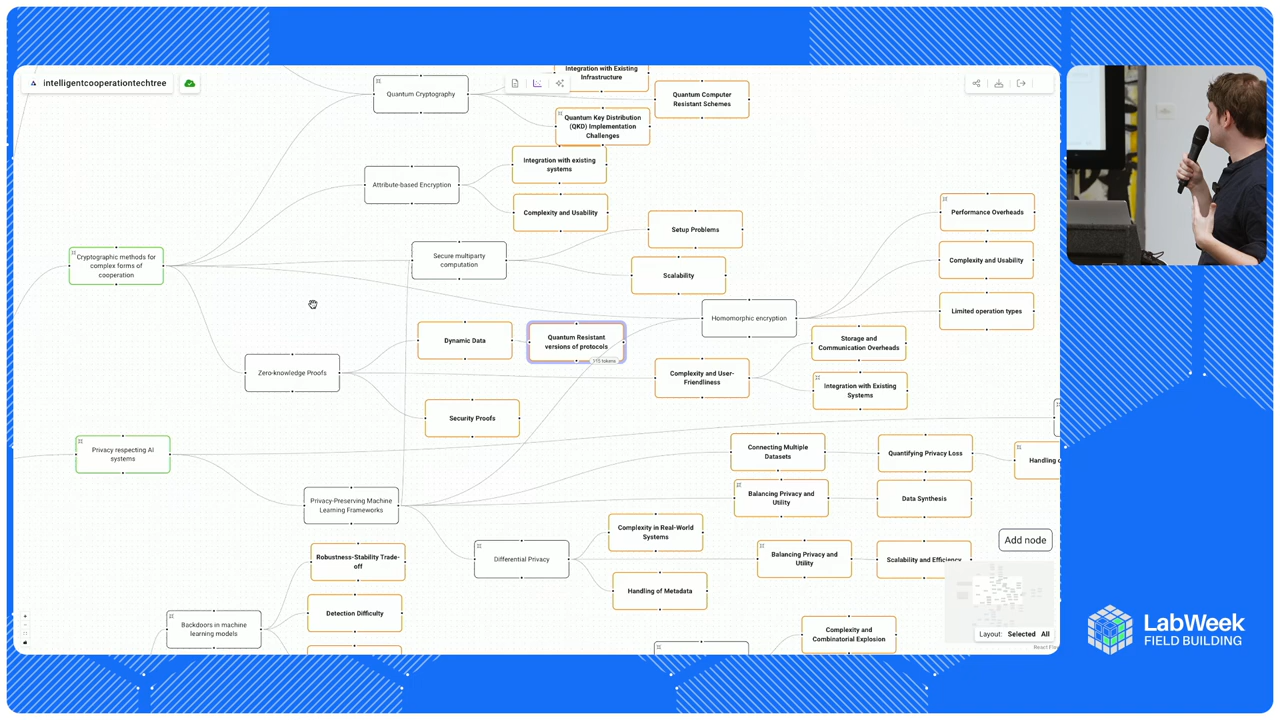 intelligentcooperationtechtree
Quantum Cryptography
Integration with Existing
Infrastructure
Quantum Computer
Resistant Schemes
Quantum Key Distribution
(QKD) Implementation
Challenges
Attribute-based Encryption
Integration with existing
systems
Complexity and Usability
Performance Overheads
Setup Problems
Cryptographic methods for
complex forms of
cooperation
Secure multiparty
computation
Complexity and Usability
Scalability
Homomorphic encryption
Limited operation types
Dynamic Data
Quantum Resistant
versions of protocols
115 tokens
Storage and
Communication Overheads
Zero-knowledge Proofs
Complexity and User-
Friendliness
Integration with Existing
Systems
Security Proofs
Privacy respecting AI
systems
Connecting Multiple
Datasets
Quantifying Privacy Loss
Handling
Privacy-Preserving Machine
Learning Frameworks
Balancing Privacy and
Utility
Data Synthesis
Complexity in Real-World
Systems
Add node
Robustness-Stability Trade-
off
Differential Privacy
Balancing Privacy and
Utility
Scalability and Efficiency
Handling of Metadata
Detection Difficulty
Backdoors in machine
learning models
Complexity and
Combinatorial Explosion
Layout: Selected All
React Flow
LabWeek
FIELD BUILDING